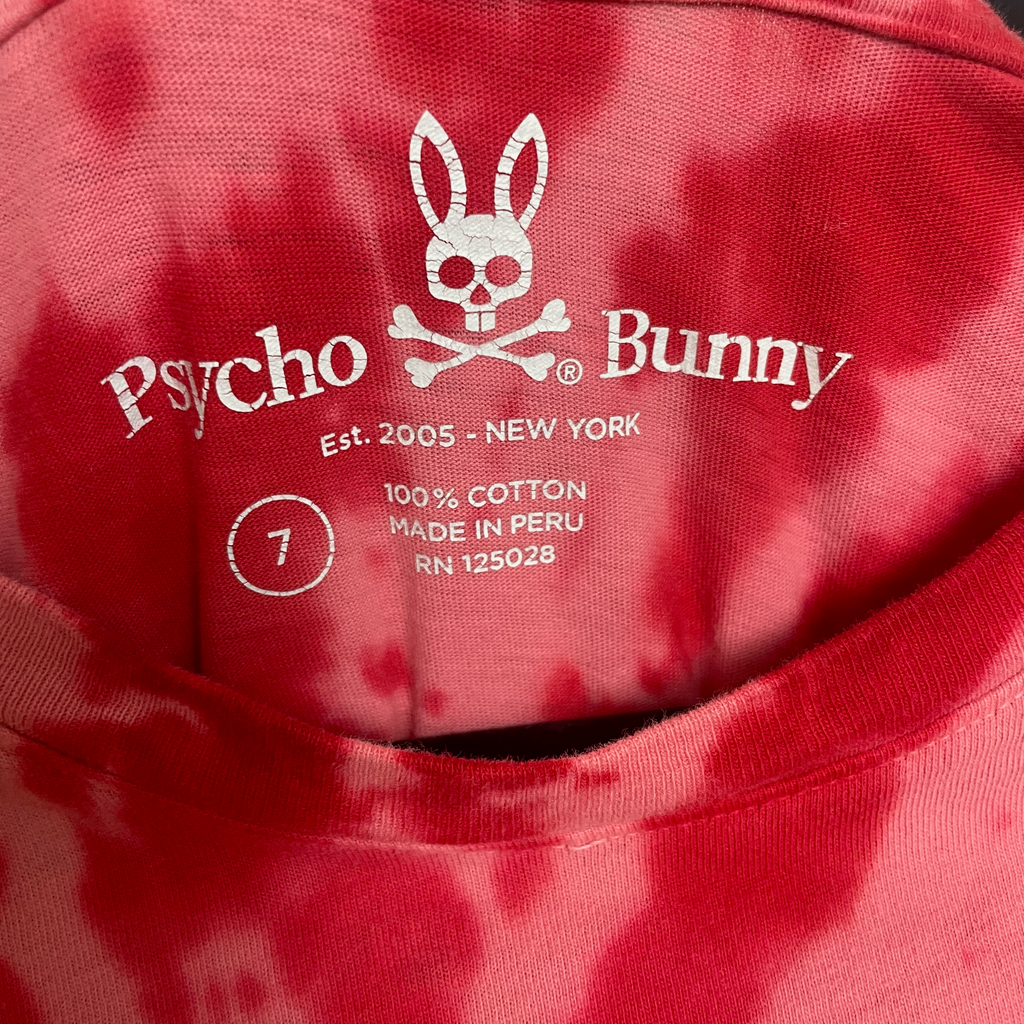 Psycho Bunny ®
Est. 2005 - NEW YORK
100% COTTON
MADE IN PERU
RN 125028
7